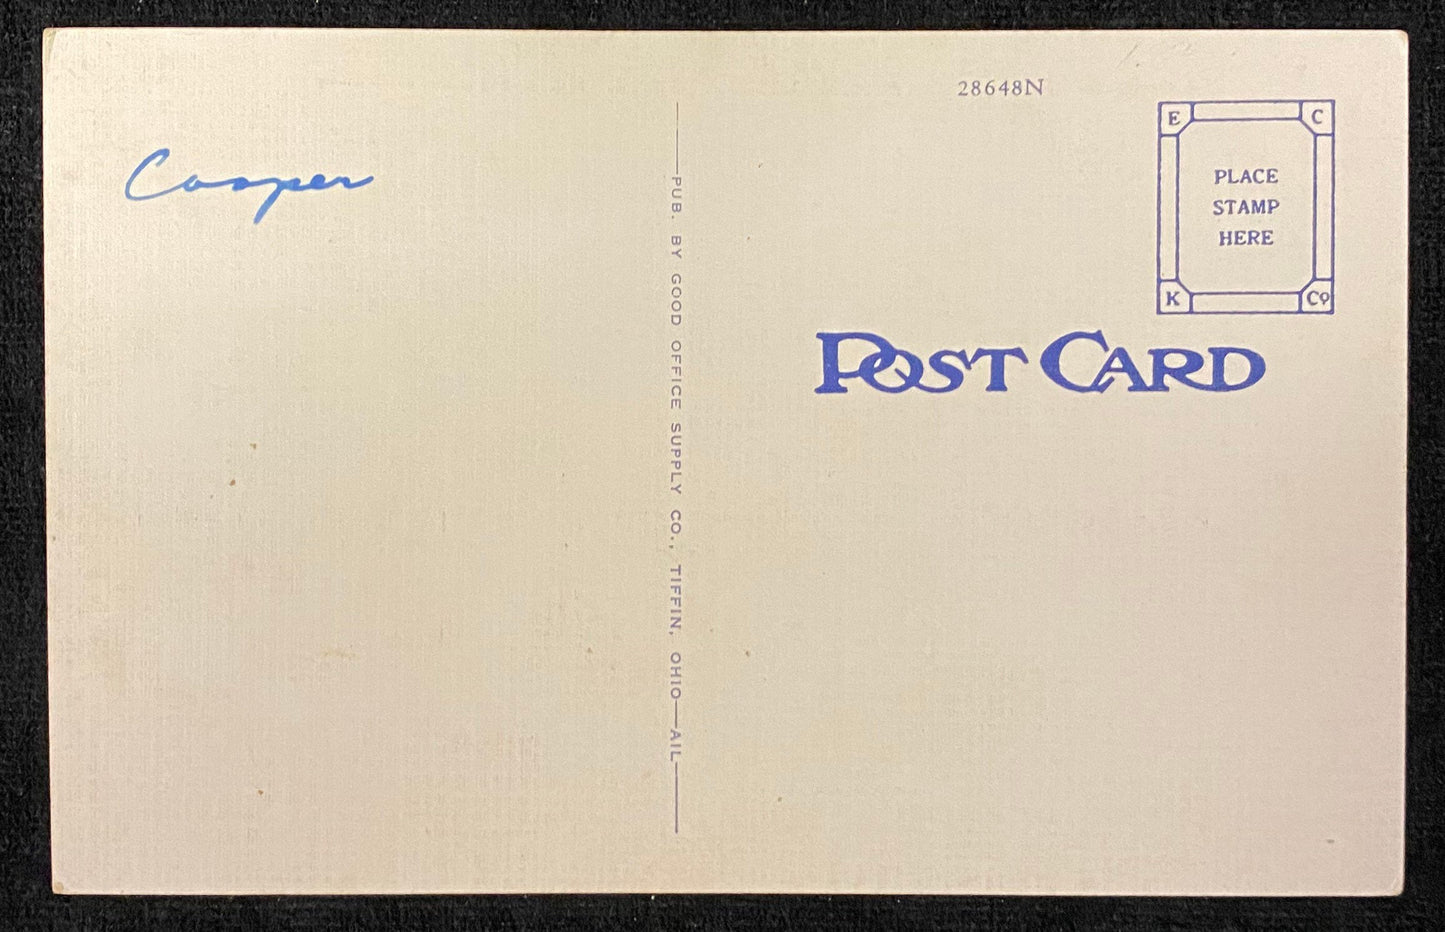 Cooper
PUB. BY GOOD OFFICE SUPPLY CO., TIFFIN, OHIO—AIL
28648N
E C
PLACE
STAMP
HERE
K Co
POST CARD